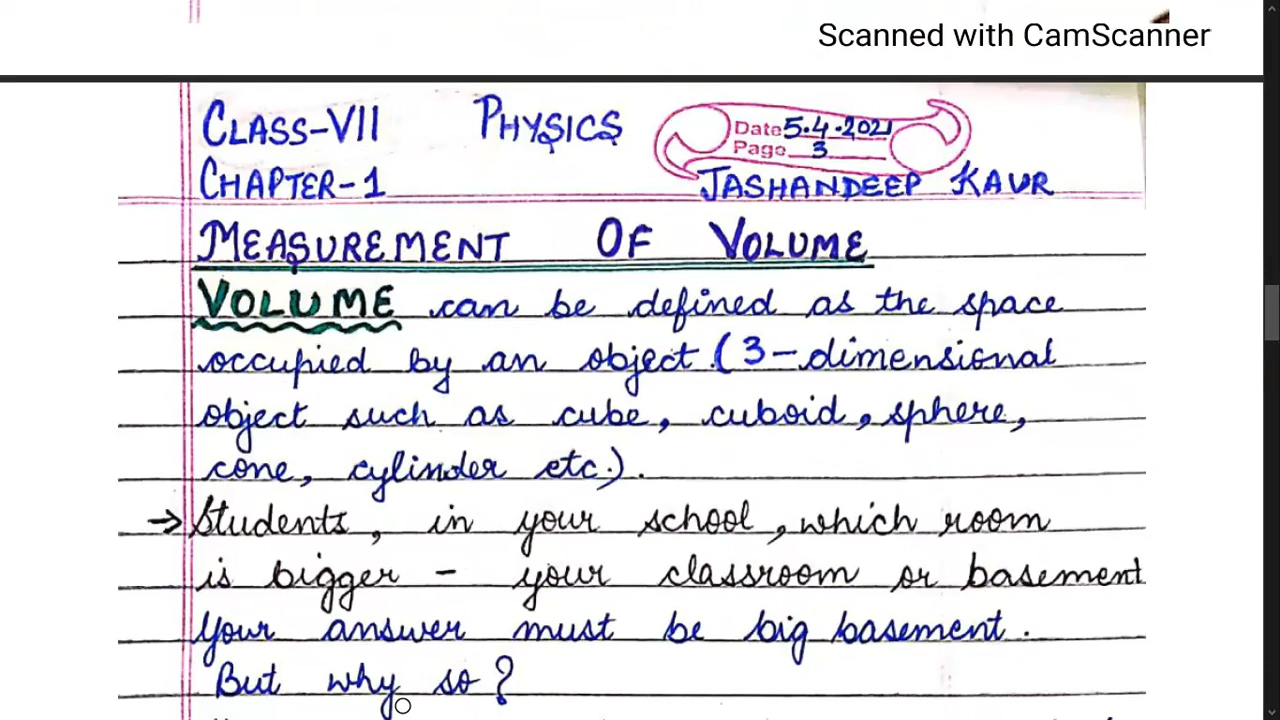 Scanned with CamScanner
CLASS-VII PHYSICS Date 5.4.2021
Page 3
CHAPTER-1 JASHANDEEP KAUR
MEASUREMENT OF VOLUME
VOLUME can be defined as the space
occupied by an object (3-dimensional
object such as cube, cuboid, sphere,
cone, cylinder etc.).
→ Students, in your school, which room
is bigger - your classroom or basement
Your answer must be big basement.
But why so?